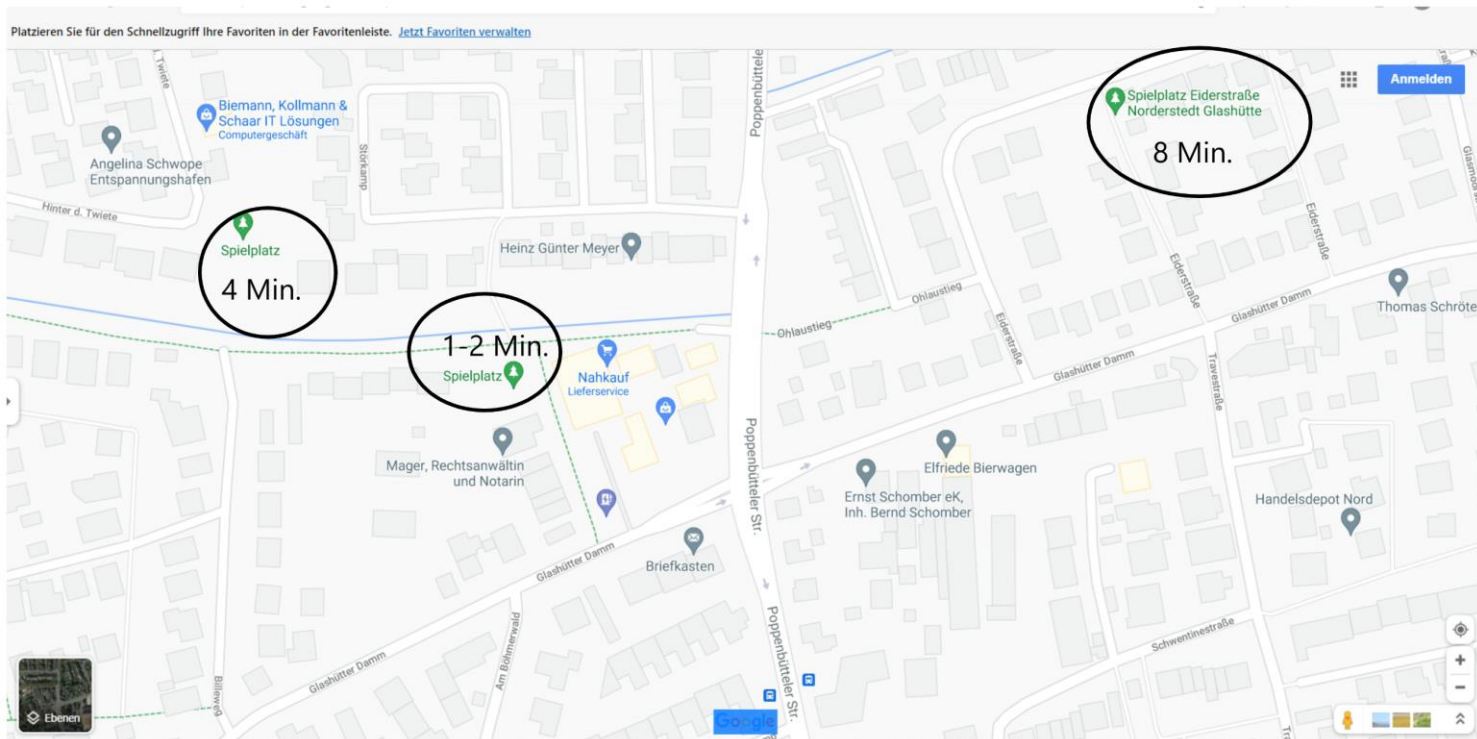 Platzieren Sie für den Schnellzugriff Ihre Favoriten in der Favoritenleiste. Jetzt Favoriten verwalten
Anmelden
Twiete
Poppenbüttele
Biemann, Kollmann &
Schaar IT Lösungen
Computergeschäft
Spielplatz Eiderstraße
Norderstedt Glashütte
8 Min.
Angelina Schwope
Entspannungshafen
Störkamp
Hinter d. Twiete
Spielplatz
4 Min.
Heinz Günter Meyer
Eiderstraße
Eiderstraße
Ohlaustieg
Thomas Schröte
Ohlaustieg
Eiderstraße
Glashütter Damm
1-2 Min.
Spielplatz
Nahkauf
Lieferservice
Glashütter Damm
Travestraße
Poppenbütteler Str.
Mager, Rechtsanwältin
und Notarin
Elfriede Bierwagen
Ernst Schomber eK,
Inh. Bernd Schomber
Handelsdepot Nord
Glashütter Damm
Briefkasten
Poppenbütteler Str.
Schwentinestraße
Am Böhmerwald
Glashütter Damm
Billeweg
Ebenen
Google